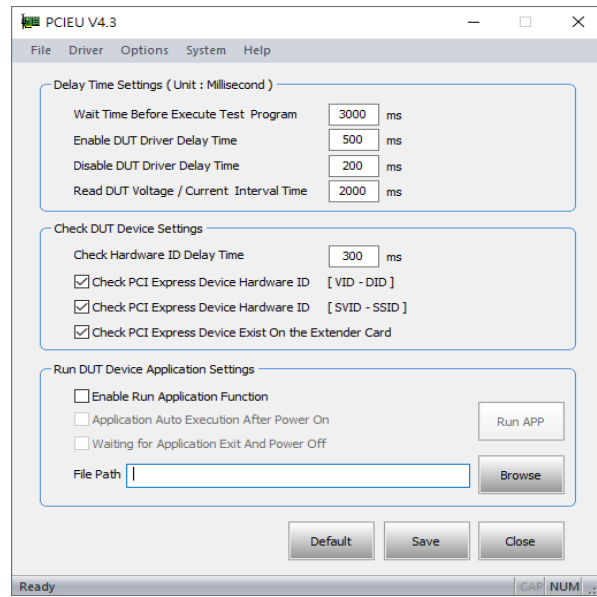 PCIEU V4.3
File Driver Options System Help
Delay Time Settings ( Unit : Millisecond )
Wait Time Before Execute Test Program 3000 ms
Enable DUT Driver Delay Time 500 ms
Disable DUT Driver Delay Time 200 ms
Read DUT Voltage / Current Interval Time 2000 ms
Check DUT Device Settings
Check Hardware ID Delay Time 300 ms
Check PCI Express Device Hardware ID [ VID - DID ]
Check PCI Express Device Hardware ID [ SVID - SSID ]
Check PCI Express Device Exist On the Extender Card
Run DUT Device Application Settings
Enable Run Application Function
Application Auto Execution After Power On
Run APP
Waiting for Application Exit And Power Off
File Path Browse
Default Save Close
Ready CAP NUM